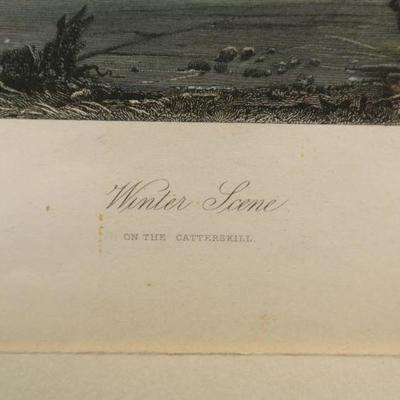 Winter Scene
ON THE CATTERSKILL.